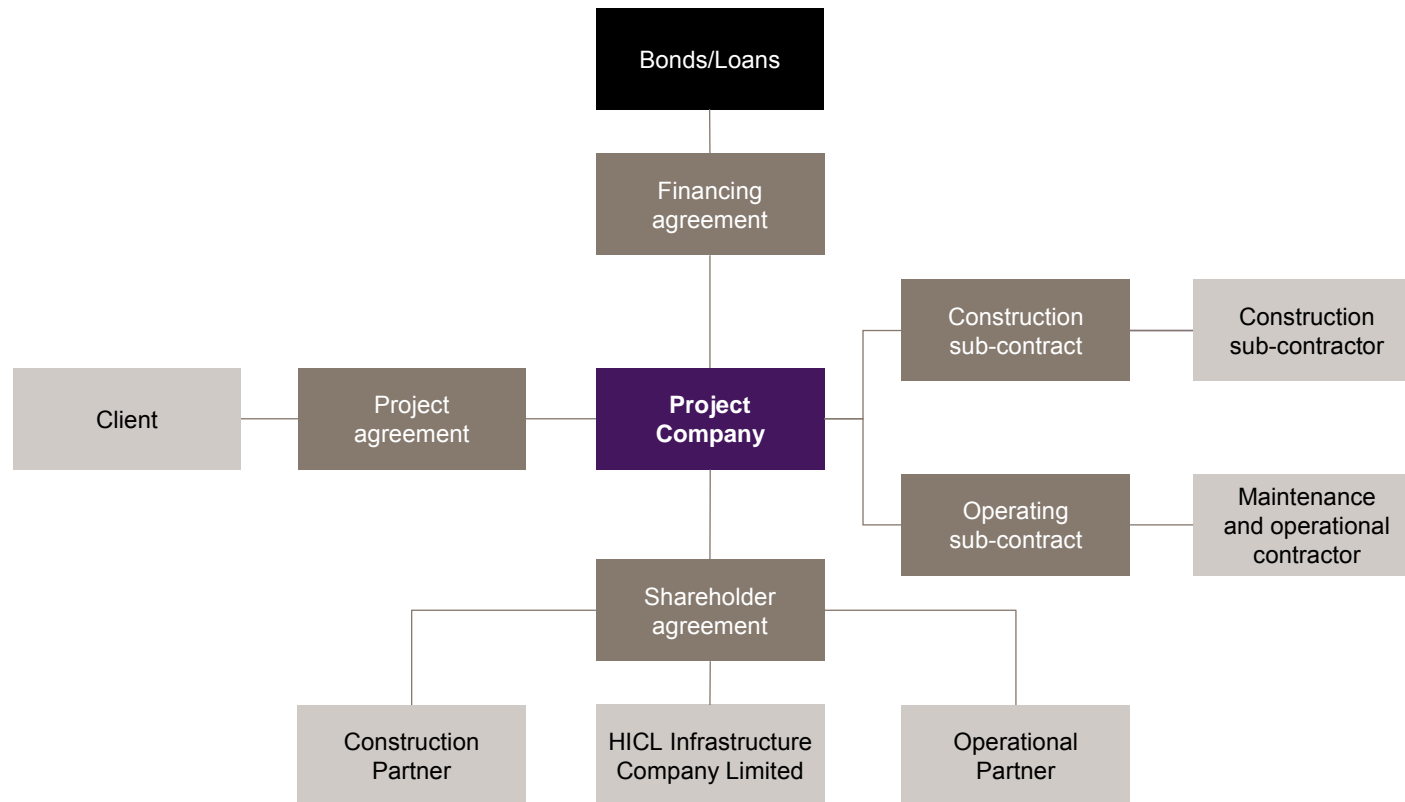 Bonds/Loans
Financing
agreement
Construction
sub-contract
Construction
sub-contractor
Client
Project
agreement
Project
Company
Operating
sub-contract
Maintenance
and operational
contractor
Shareholder
agreement
Construction
Partner
HICL Infrastructure
Company Limited
Operational
Partner